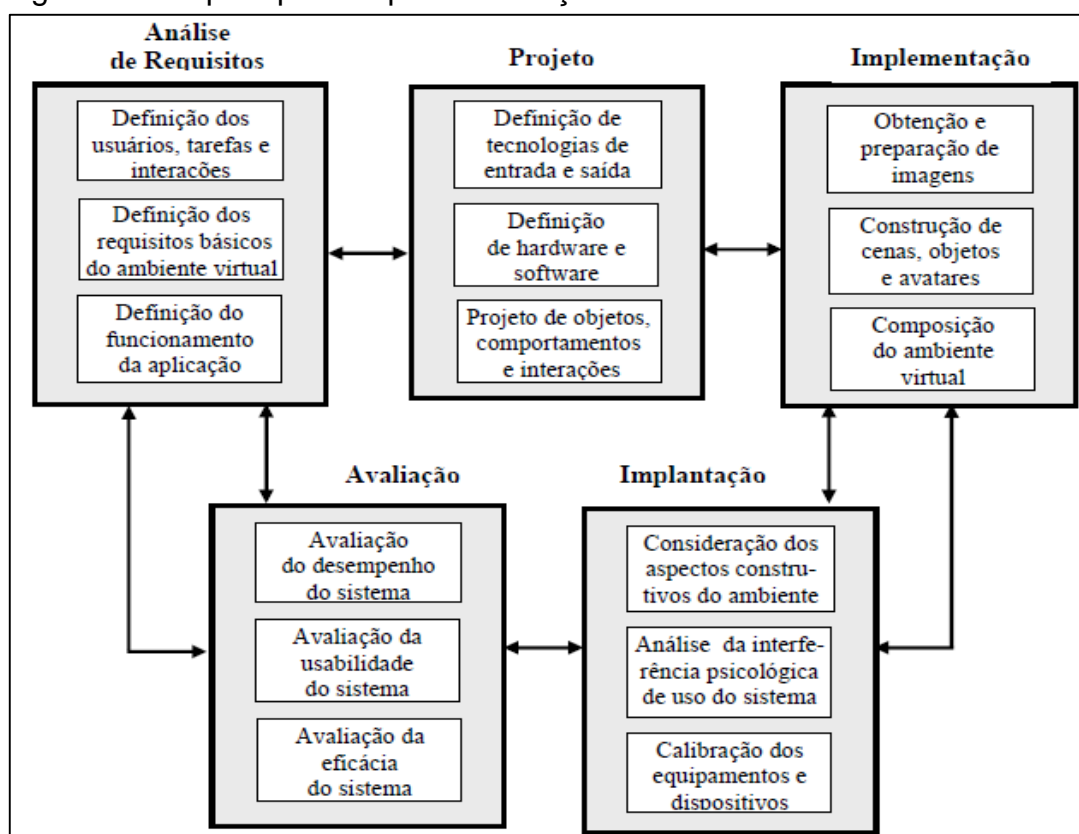 Análise
de Requisitos
Definição dos
usuários, tarefas e
interações
Definição dos
requisitos básicos
do ambiente virtual
Definição do
funcionamento
da aplicação
Projeto
Definição de
tecnologias de
entrada e saída
Definição
de hardware e
software
Projeto de objetos,
comportamentos
e interações
Implementação
Obtenção e
preparação de
imagens
Construção de
cenas, objetos
e avatares
Composição
do ambiente
virtual
Avaliação
Avaliação
do desempenho
do sistema
Avaliação da
usabilidade
do sistema
Avaliação da
eficácia
do sistema
Implantação
Consideração dos
aspectos constru-
tivos do ambiente
Análise da interfe-
rência psicológica
de uso do sistema
Calibração dos
equipamentos e
dispositivos